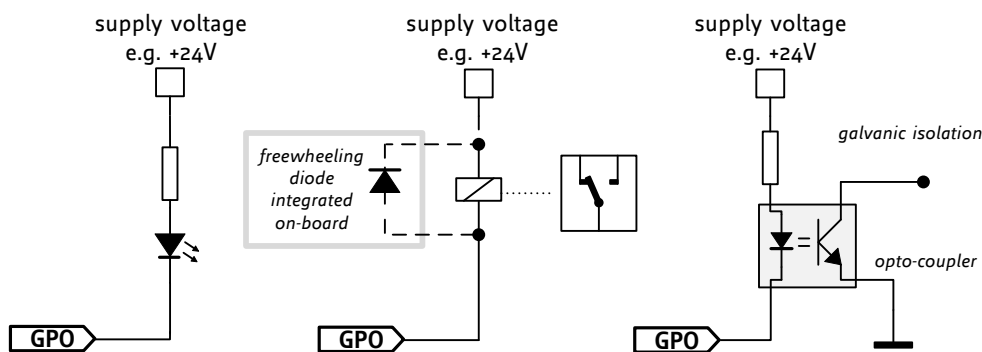 supply voltage
e.g. +24V
GPO
supply voltage
e.g. +24V
freewheeling
diode
integrated
on-board
GPO
supply voltage
e.g. +24V
galvanic isolation
opto-coupler
GPO